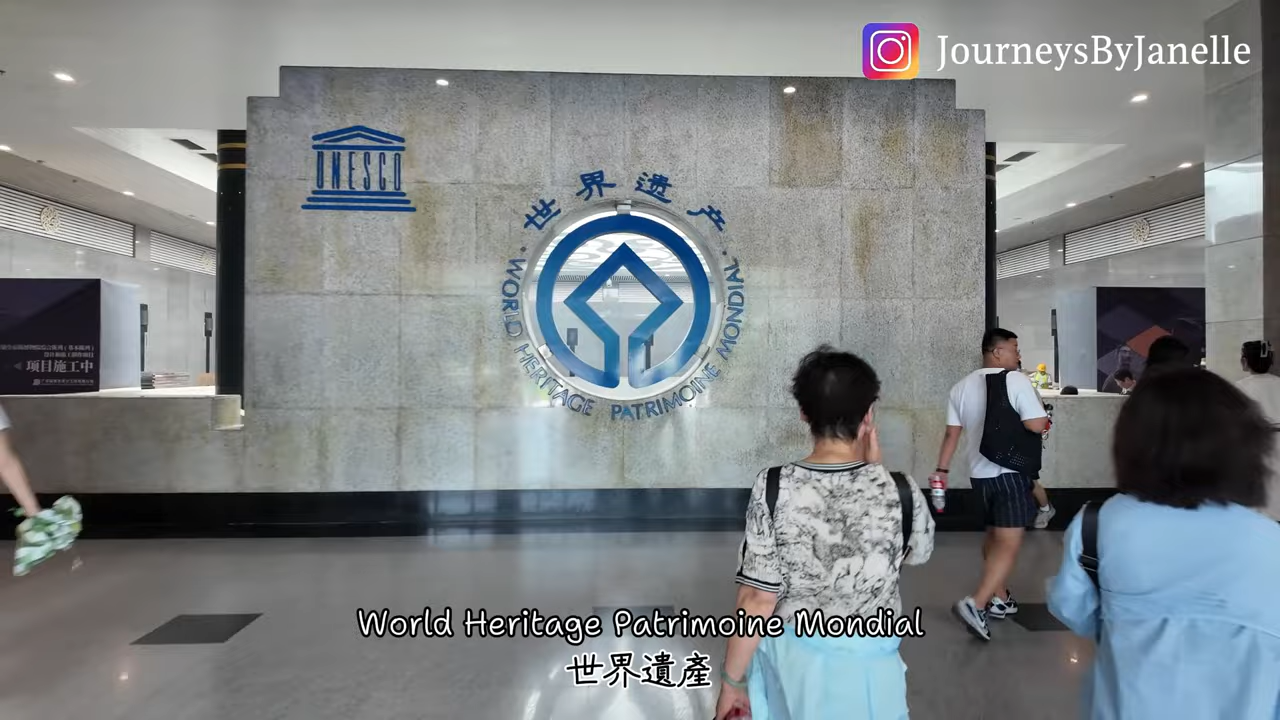 JourneysByJanelle
UNESCO
世界遗产
· WORLD HERITAGE PATRIMOINE MONDIAL ·
项目施工中
World Heritage Patrimoine Mondial
世界遺產